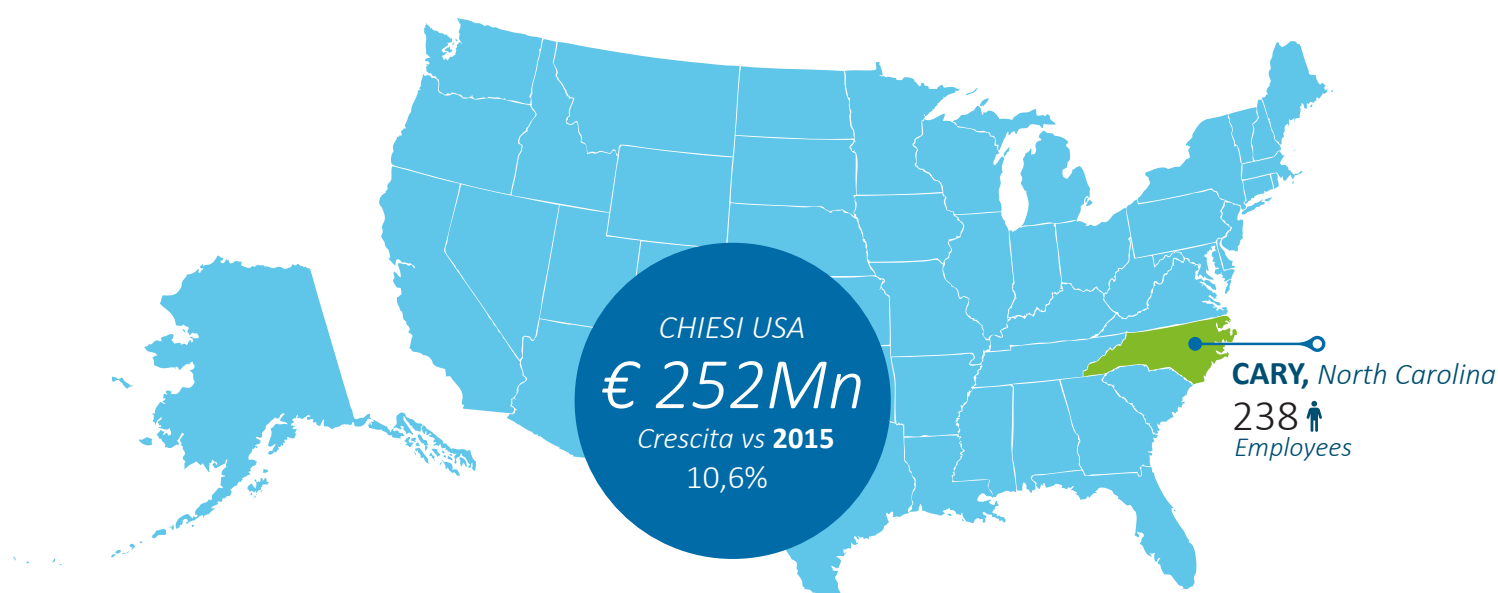 CHIESI USA
€ 252Mn
Crescita vs 2015
10,6%
CARY, North Carolina
238
Employees